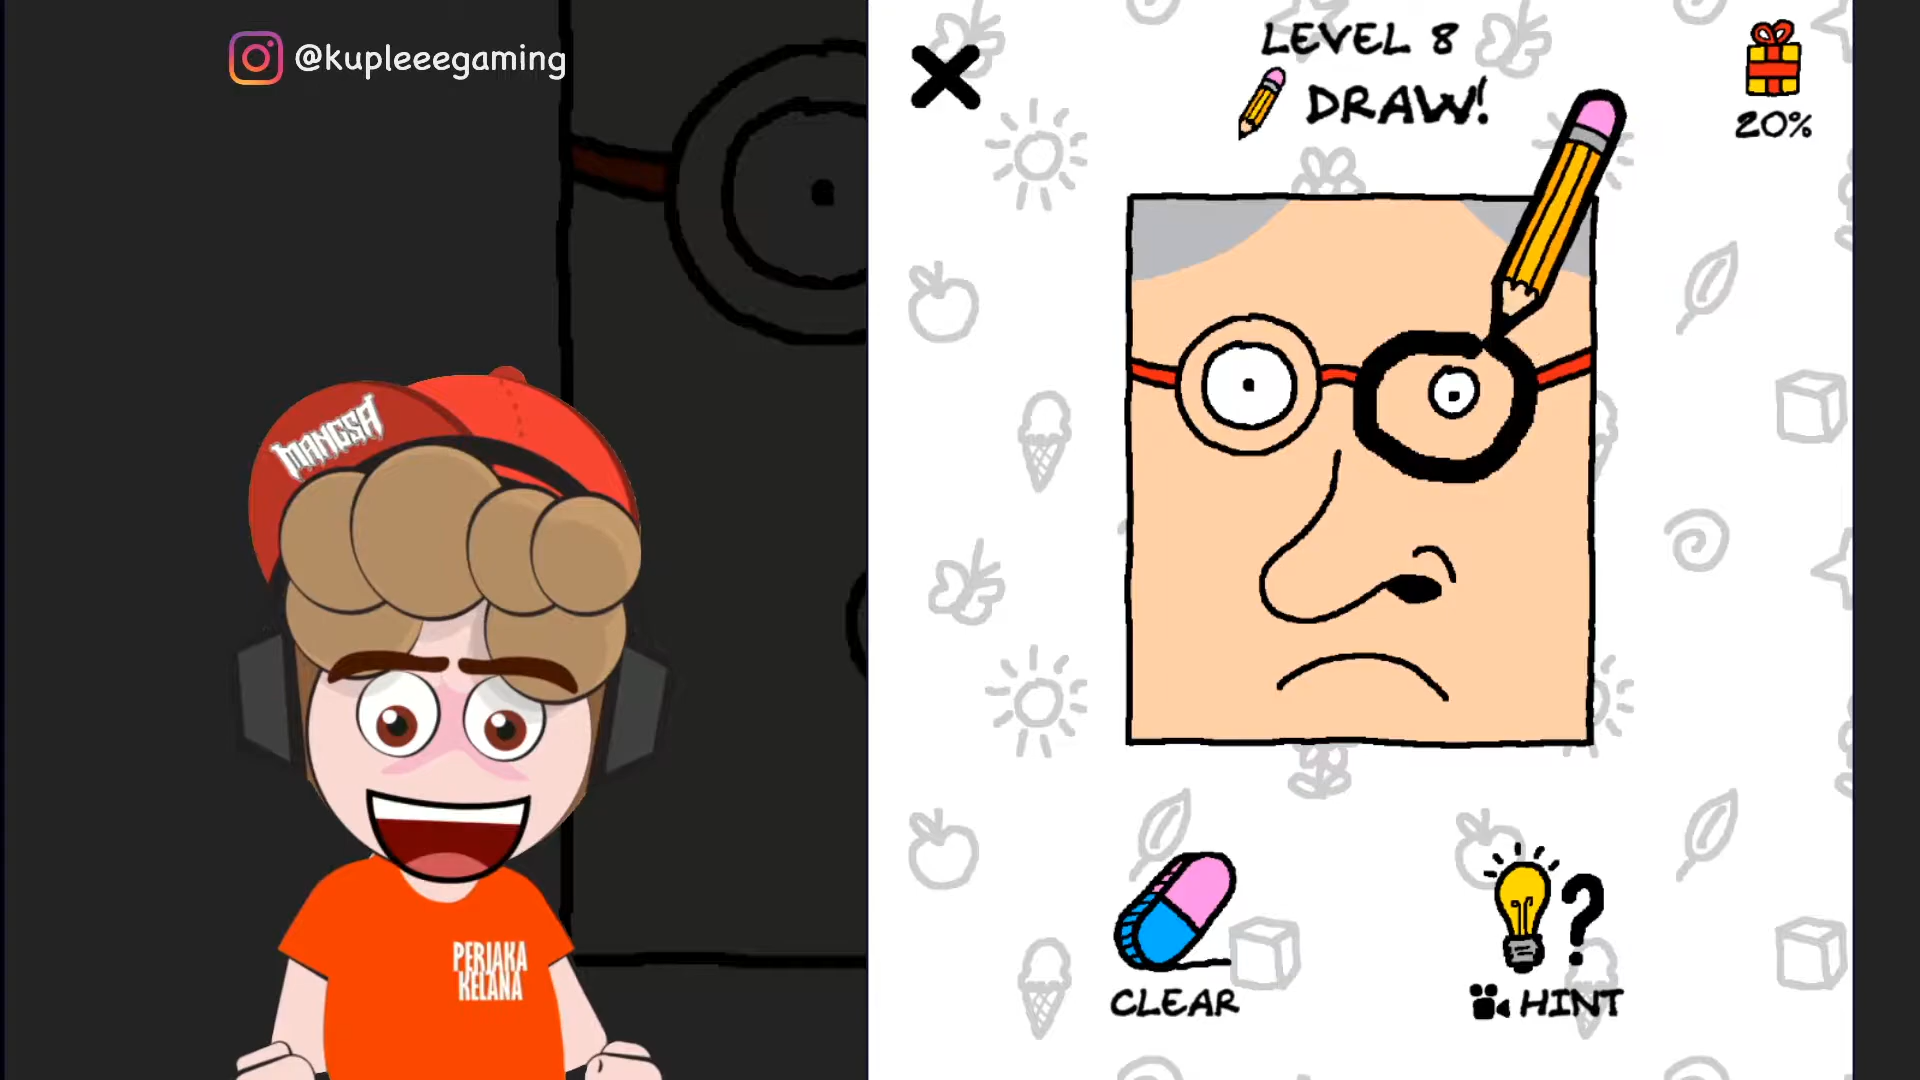 @kupleeegaming
LEVEL 8
DRAW!
20%
MANGSA
PERJAKA
KELANA
CLEAR
?
HINT